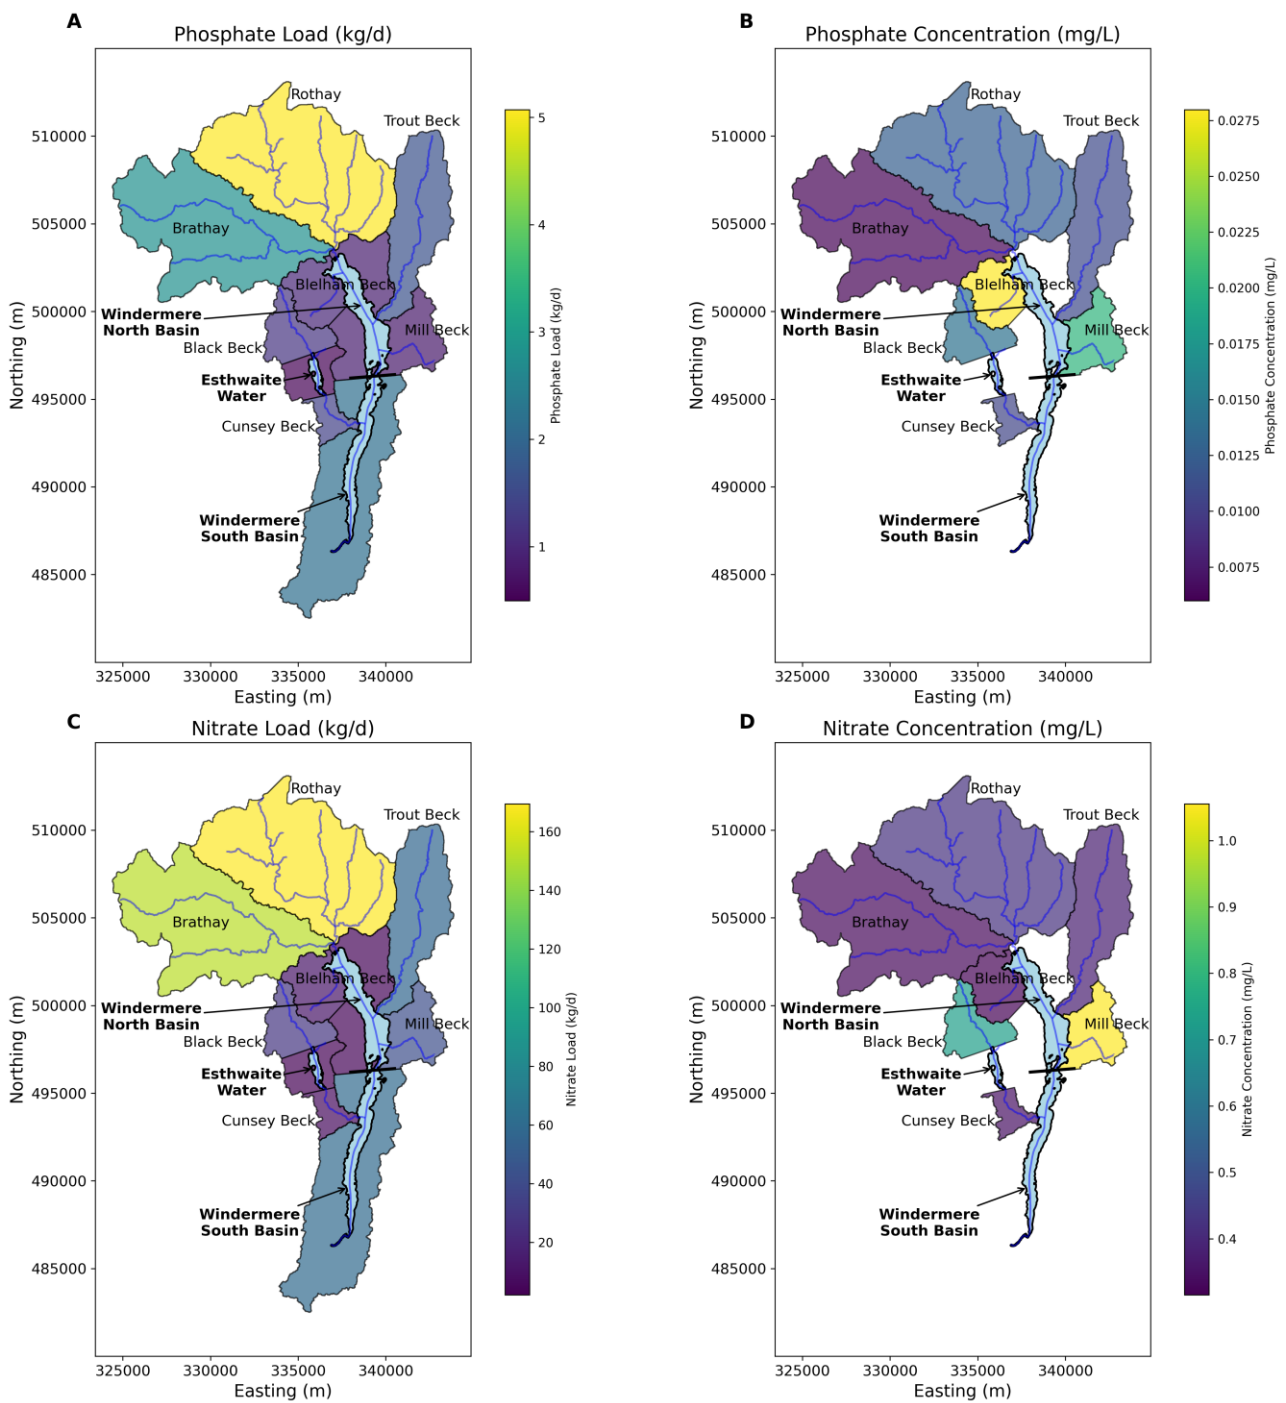 A
Phosphate Load (kg/d)
Rothay
Trout Beck
Brathay
Blelham Beck
Windermere
North Basin
Mill Beck
Black Beck
Esthwaite
Water
Cunsey Beck
Windermere
South Basin
510000
505000
500000
495000
490000
485000
Northing (m)
325000 330000 335000 340000
Easting (m)
5
4
3
2
1
Phosphate Load (kg/d)
B
Phosphate Concentration (mg/L)
Rothay
Trout Beck
Brathay
Blelham Beck
Windermere
North Basin
Mill Beck
Black Beck
Esthwaite
Water
Cunsey Beck
Windermere
South Basin
510000
505000
500000
495000
490000
485000
Northing (m)
325000 330000 335000 340000
Easting (m)
0.0275
0.0250
0.0225
0.0200
0.0175
0.0150
0.0125
0.0100
0.0075
Phosphate Concentration (mg/L)
C
Nitrate Load (kg/d)
Rothay
Trout Beck
Brathay
Blelham Beck
Windermere
North Basin
Mill Beck
Black Beck
Esthwaite
Water
Cunsey Beck
Windermere
South Basin
510000
505000
500000
495000
490000
485000
Northing (m)
325000 330000 335000 340000
Easting (m)
160
140
120
100
80
60
40
20
Nitrate Load (kg/d)
D
Nitrate Concentration (mg/L)
Rothay
Trout Beck
Brathay
Blelham Beck
Windermere
North Basin
Mill Beck
Black Beck
Esthwaite
Water
Cunsey Beck
Windermere
South Basin
510000
505000
500000
495000
490000
485000
Northing (m)
325000 330000 335000 340000
Easting (m)
1.0
0.9
0.8
0.7
0.6
0.5
0.4
Nitrate Concentration (mg/L)